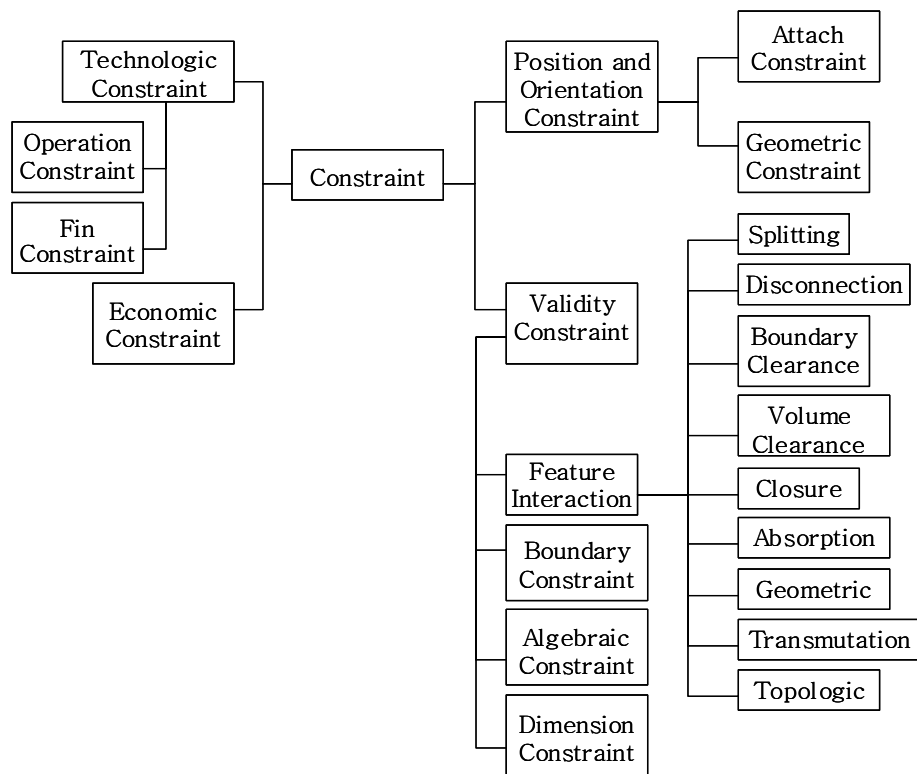 Technologic
Constraint
Operation
Constraint
Fin
Constraint
Economic
Constraint
Constraint
Position and
Orientation
Constraint
Attach
Constraint
Geometric
Constraint
Validity
Constraint
Feature
Interaction
Boundary
Constraint
Algebraic
Constraint
Dimension
Constraint
Splitting
Disconnection
Boundary
Clearance
Volume
Clearance
Closure
Absorption
Geometric
Transmutation
Topologic